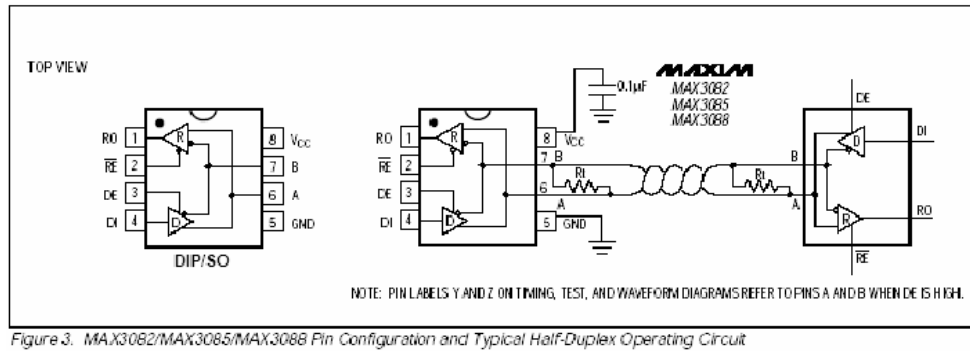 TOP VIEW
RO 1
RE 2
DE 3
DI 4
8 VCC
7 B
6 A
5 GND
R
D
DIP/SO
RO 1
RE 2
DE 3
DI 4
R
D
8 VCC
7 B
6 A
5 GND
0.1µF
MAXIM
MAX3082
MAX3085
MAX3088
Rt
Rt
B
A
DE
DI
D
R
RO
RE
NOTE: PIN LABELS Y AND Z ON TIMING, TEST, AND WAVEFORM DIAGRAMS REFER TO PINS A AND B WHEN DE IS HIGH.
Figure 3. MAX3082/MAX3085/MAX3088 Pin Configuration and Typical Half-Duplex Operating Circuit